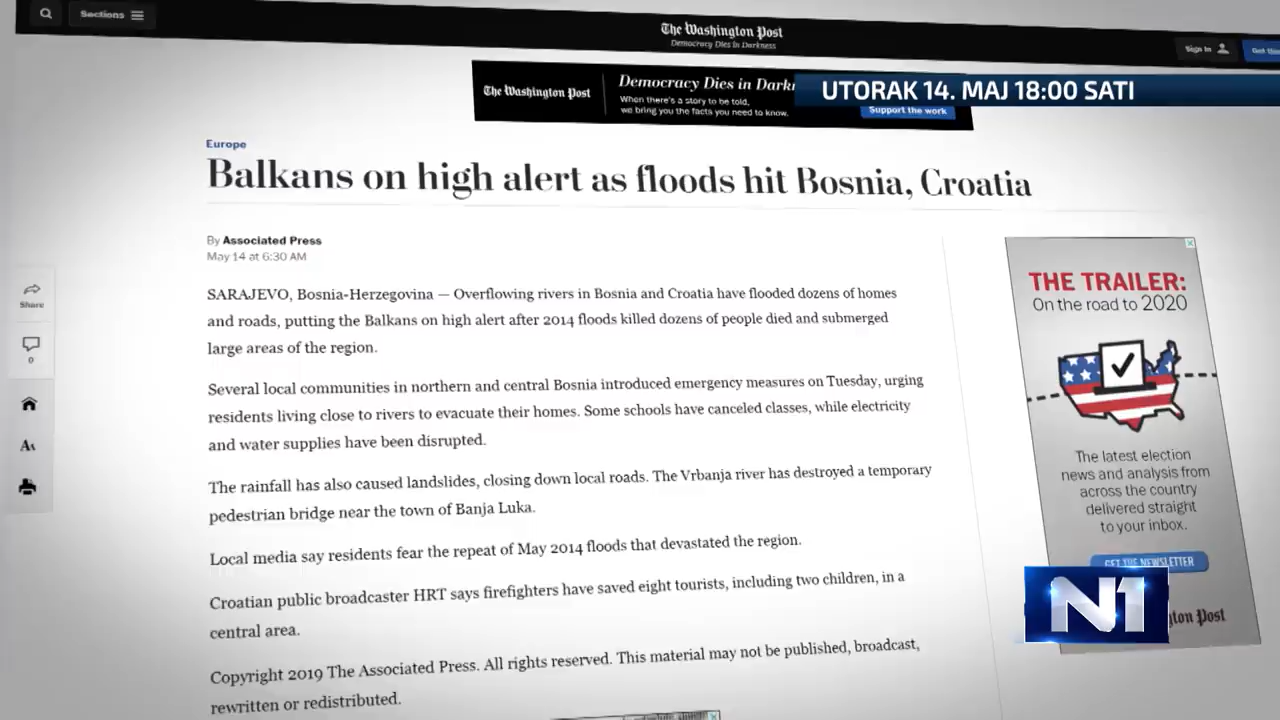 Sections
The Washington Post
Democracy Dies in Darkness
Sign In
The Washington Post
Democracy Dies in
When there's a story to be told,
we bring you the facts you need to know.
Support the work
UTORAK 14. MAJ 18:00 SATI
Europe
Balkans on high alert as floods hit Bosnia, Croatia
By Associated Press
May 14 at 6:30 AM
Share
0
SARAJEVO, Bosnia-Herzegovina — Overflowing rivers in Bosnia and Croatia have flooded dozens of homes
and roads, putting the Balkans on high alert after 2014 floods killed dozens of people died and submerged
large areas of the region.
Several local communities in northern and central Bosnia introduced emergency measures on Tuesday, urging
residents living close to rivers to evacuate their homes. Some schools have canceled classes, while electricity
and water supplies have been disrupted.
The rainfall has also caused landslides, closing down local roads. The Vrbanja river has destroyed a temporary
pedestrian bridge near the town of Banja Luka.
Local media say residents fear the repeat of May 2014 floods that devastated the region.
Croatian public broadcaster HRT says firefighters have saved eight tourists, including two children, in a
central area.
Copyright 2019 The Associated Press. All rights reserved. This material may not be published, broadcast,
rewritten or redistributed.
THE TRAILER:
On the road to 2020
The latest election
news and analysis from
across the country
delivered straight
to your inbox.
GET THE NEWSLETTER
Post
N1